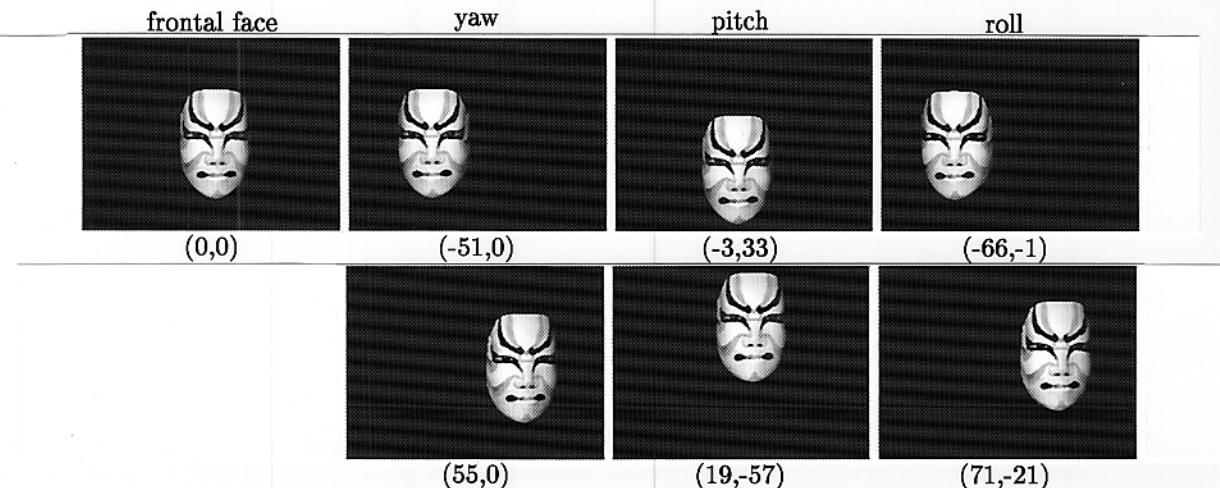 frontal face yaw pitch roll
(0,0) (-51,0) (-3,33) (-66,-1)
(55,0) (19,-57) (71,-21)